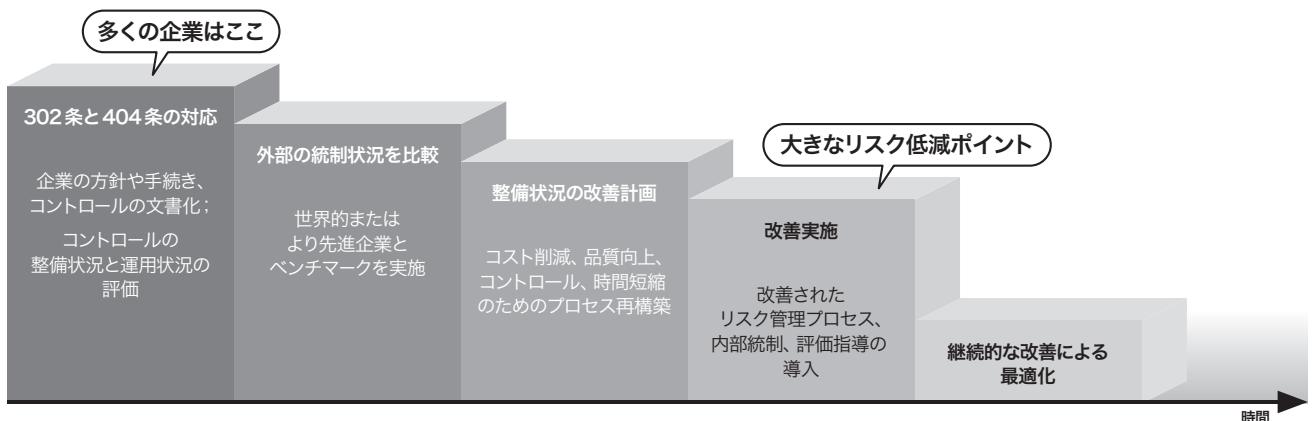 多くの企業はここ
302条と404条の対応
企業の方針や手続き、
コントロールの文書化；
コントロールの
整備状況と運用状況の
評価
外部の統制状況を比較
世界的または
より先進企業と
ベンチマークを実施
整備状況の改善計画
コスト削減、品質向上、
コントロール、時間短縮
のためのプロセス再構築
大きなリスク低減ポイント
改善実施
改善された
リスク管理プロセス、
内部統制、評価指導の
導入
継続的な改善による
最適化
時間